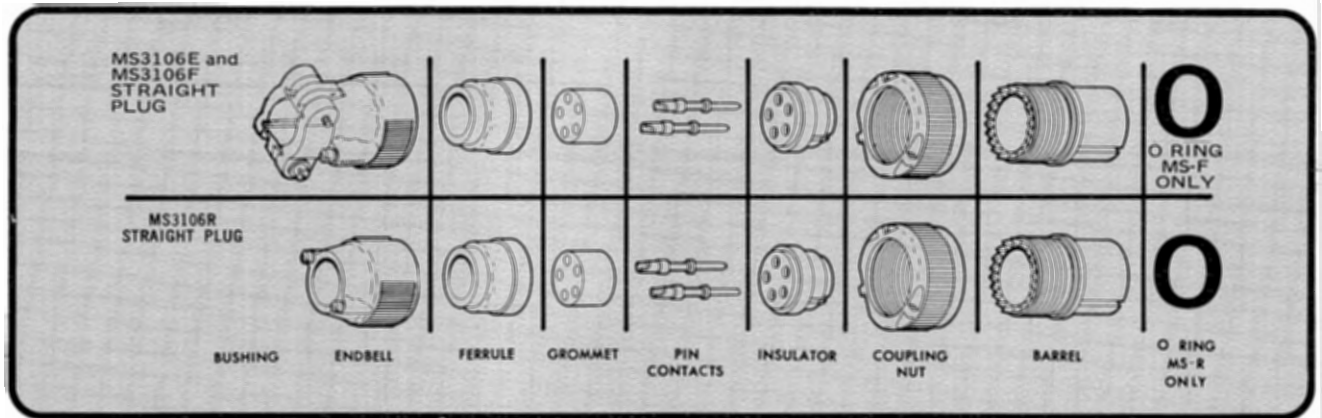 MS3106E and
MS3106F
STRAIGHT
PLUG
O RING
MS-F
ONLY
MS3106R
STRAIGHT PLUG
BUSHING
ENDBELL
FERRULE
GROMMET
PIN
CONTACTS
INSULATOR
COUPLING
NUT
BARREL
O RING
MS-R
ONLY